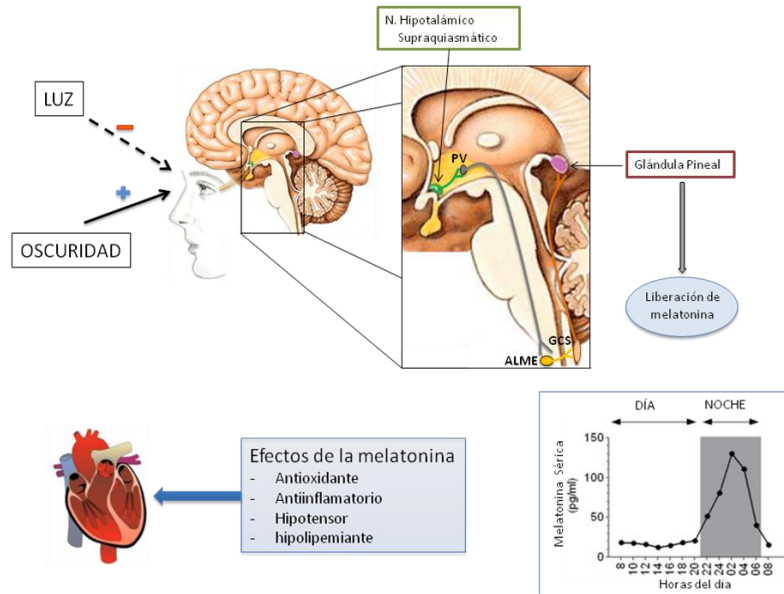 N. Hipotalámico
Supraquiasmático
LUZ
OSCURIDAD
PV
Glándula Pineal
Liberación de
melatonina
GCS
ALME
Efectos de la melatonina
- Antioxidante
- Antiinflamatorio
- Hipotensor
- hipolipemiante
DÍA NOCHE
Melatonina Sérica
(pg/ml)
150
100
50
0
8 10 12 14 16 18 20 22 24 02 04 06 08
Horas del dia